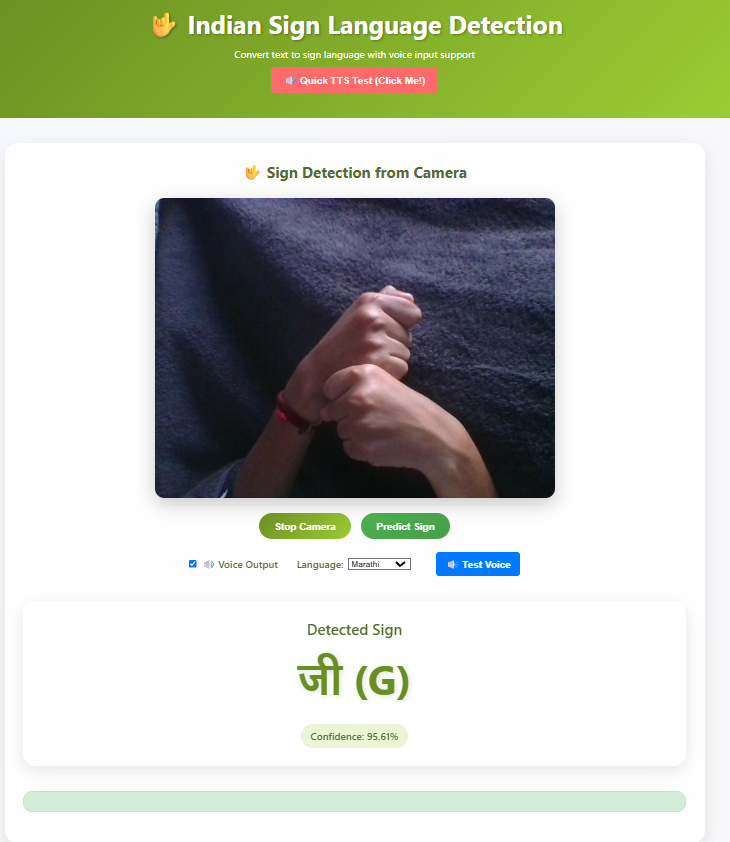 Indian Sign Language Detection
Convert text to sign language with voice input support
Quick TTS Test (Click Me!)
Sign Detection from Camera
Stop Camera Predict Sign
Voice Output Language: Marathi Test Voice
Detected Sign
जी (G)
Confidence: 95.61%